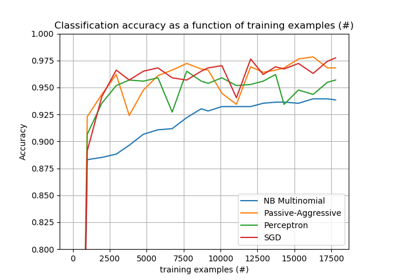 Classification accuracy as a function of training examples (#)
1.000
0.975
0.950
0.925
0.900
0.875
0.850
0.825
0.800
Accuracy
NB Multinomial
Passive-Aggressive
Perceptron
SGD
0 2500 5000 7500 10000 12500 15000 17500
training examples (#)